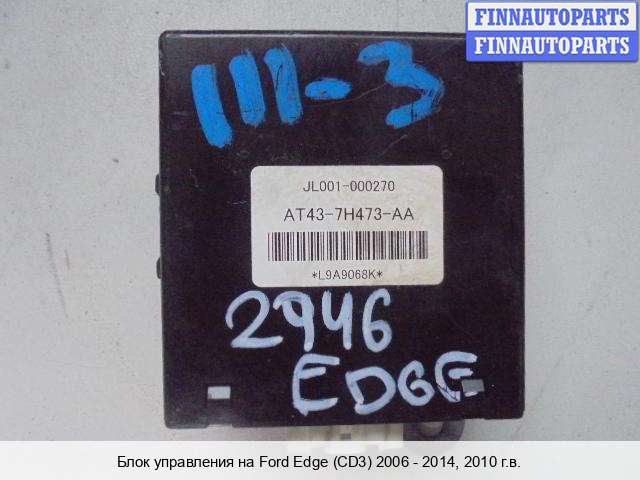 FINNAUTOPARTS
FINNAUTOPARTS
111-3
JL001-000270
AT43-7H473-AA
*L9A9068K*
2946
EDGE
Блок управления на Ford Edge (CD3) 2006 - 2014, 2010 г.в.